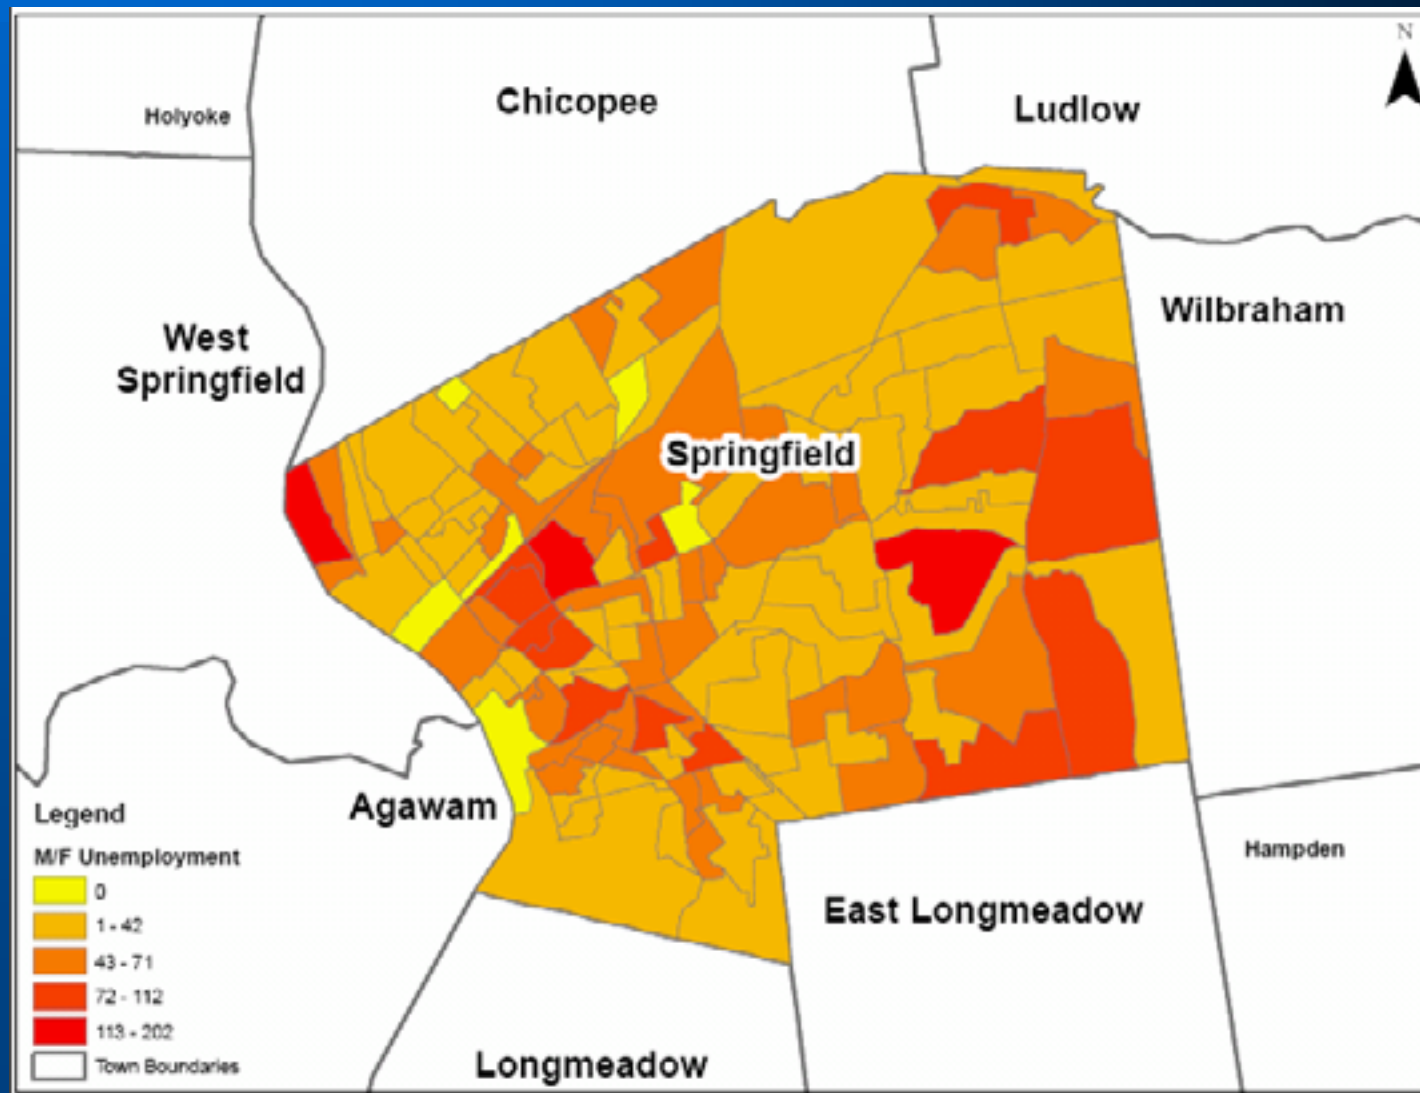 N
Chicopee
Ludlow
Holyoke
Wilbraham
West
Springfield
Springfield
Agawam
Legend
M/F Unemployment
0
1 - 42
43 - 71
72 - 112
113 - 202
Town Boundaries
Hampden
East Longmeadow
Longmeadow